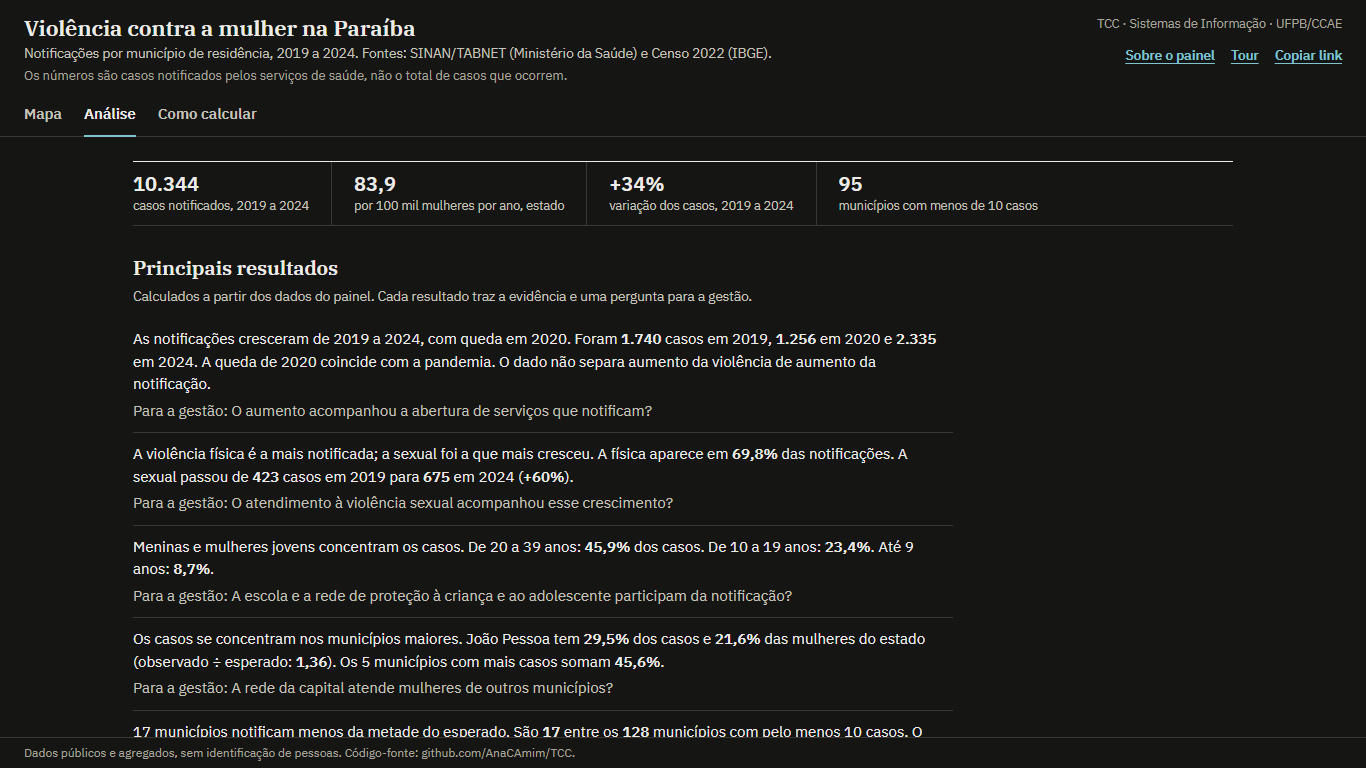 Violência contra a mulher na Paraíba
TCC · Sistemas de Informação · UFPB/CCAE
Notificações por município de residência, 2019 a 2024. Fontes: SINAN/TABNET (Ministério da Saúde) e Censo 2022 (IBGE).
Sobre o painel Tour Copiar link
Os números são casos notificados pelos serviços de saúde, não o total de casos que ocorrem.
Mapa Análise Como calcular
10.344
casos notificados, 2019 a 2024
83,9
por 100 mil mulheres por ano, estado
+34%
variação dos casos, 2019 a 2024
95
municípios com menos de 10 casos
Principais resultados
Calculados a partir dos dados do painel. Cada resultado traz a evidência e uma pergunta para a gestão.
As notificações cresceram de 2019 a 2024, com queda em 2020. Foram 1.740 casos em 2019, 1.256 em 2020 e 2.335
em 2024. A queda de 2020 coincide com a pandemia. O dado não separa aumento da violência de aumento da
notificação.
Para a gestão: O aumento acompanhou a abertura de serviços que notificam?
A violência física é a mais notificada; a sexual foi a que mais cresceu. A física aparece em 69,8% das notificações. A
sexual passou de 423 casos em 2019 para 675 em 2024 (+60%).
Para a gestão: O atendimento à violência sexual acompanhou esse crescimento?
Meninas e mulheres jovens concentram os casos. De 20 a 39 anos: 45,9% dos casos. De 10 a 19 anos: 23,4%. Até 9
anos: 8,7%.
Para a gestão: A escola e a rede de proteção à criança e ao adolescente participam da notificação?
Os casos se concentram nos municípios maiores. João Pessoa tem 29,5% dos casos e 21,6% das mulheres do estado
(observado ÷ esperado: 1,36). Os 5 municípios com mais casos somam 45,6%.
Para a gestão: A rede da capital atende mulheres de outros municípios?
17 municípios notificam menos da metade do esperado. São 17 entre os 128 municípios com pelo menos 10 casos. O
Dados públicos e agregados, sem identificação de pessoas. Código-fonte: github.com/AnaCAmim/TCC.